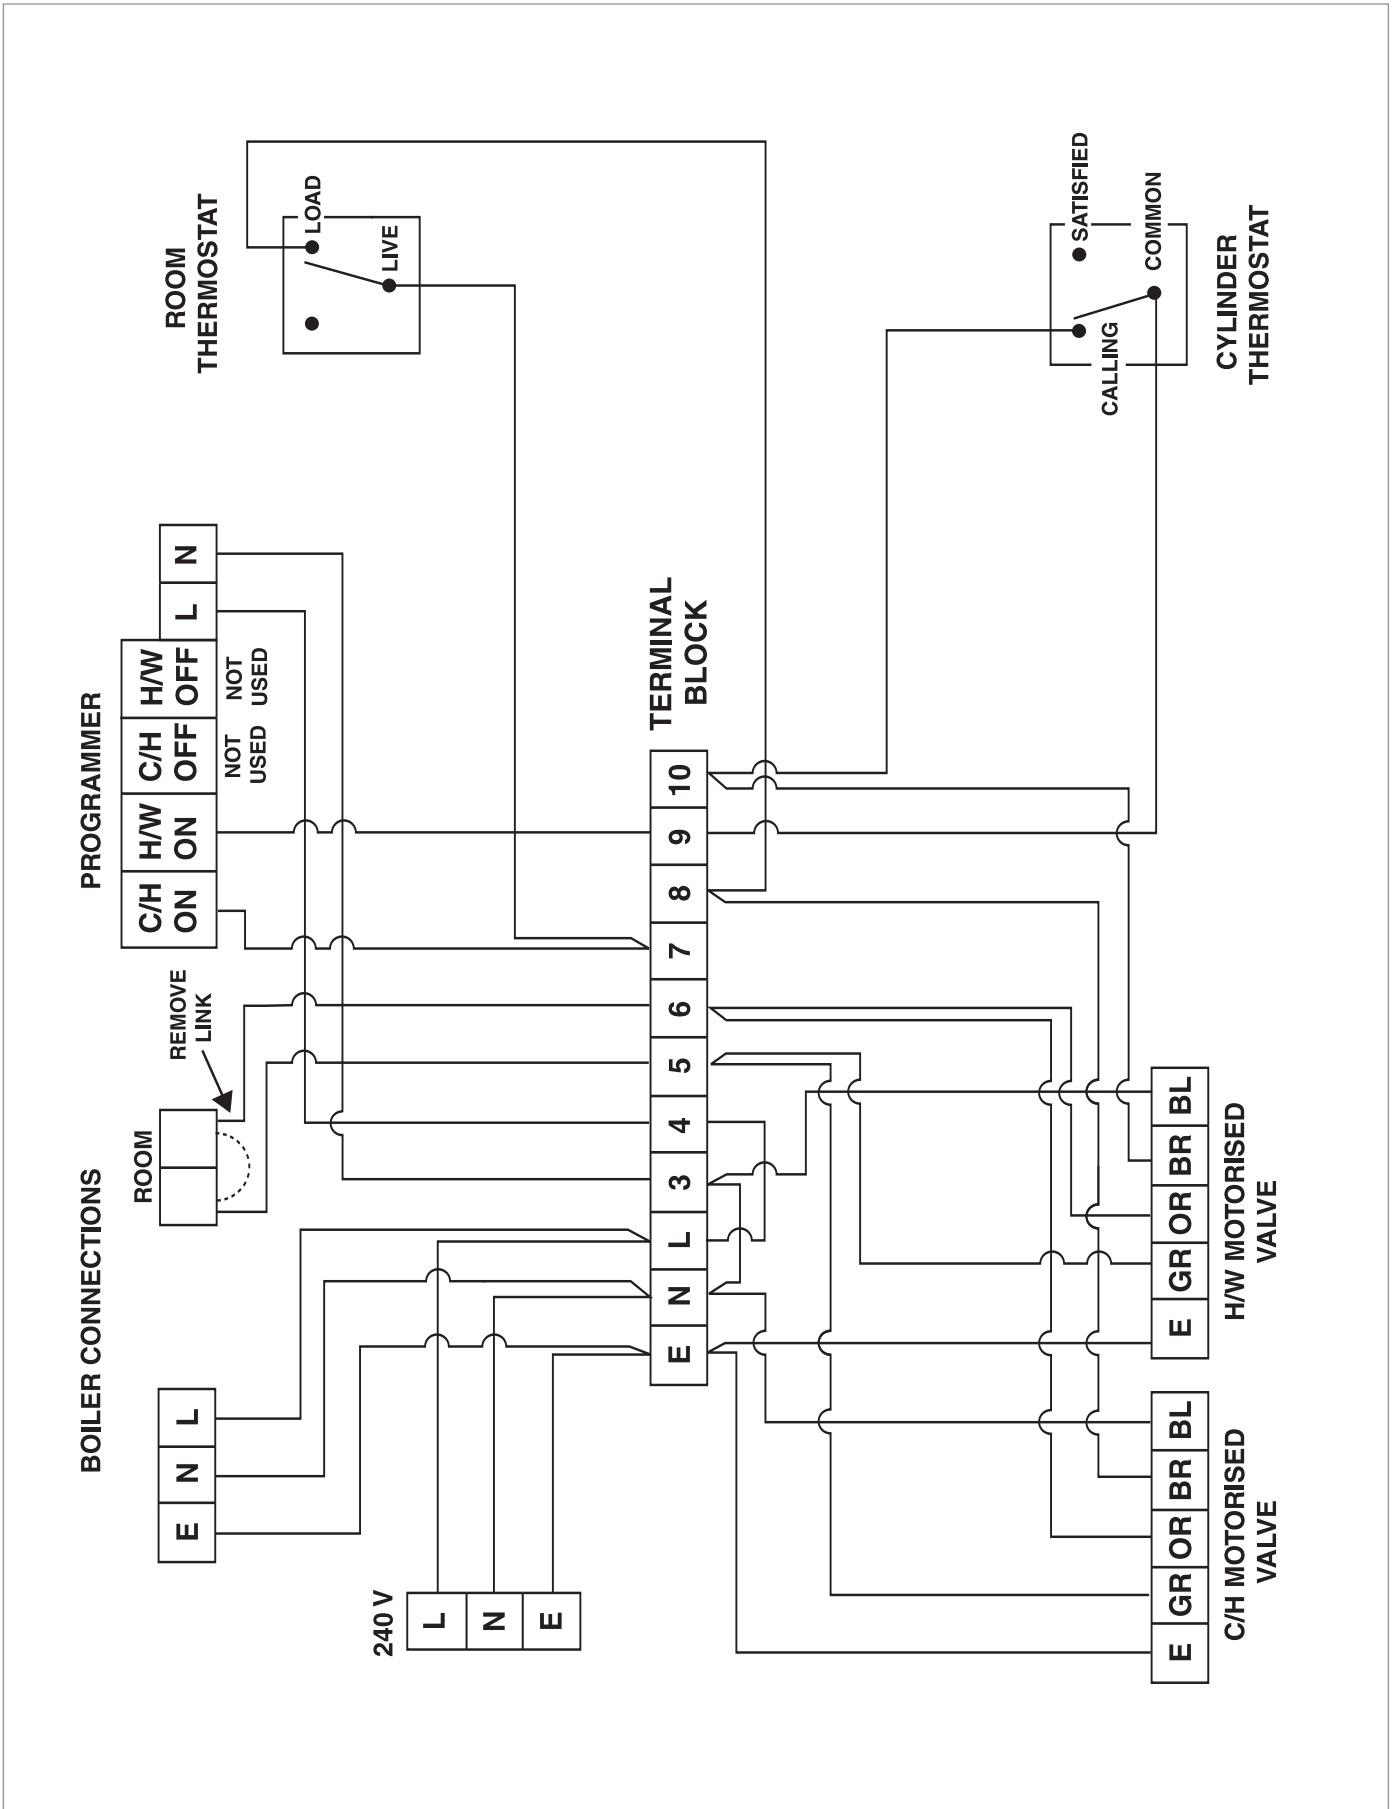 BOILER CONNECTIONS
E
N
L
ROOM
REMOVE
LINK
PROGRAMMER
C/H
ON
H/W
ON
C/H
OFF
H/W
OFF
L
N
NOT
USED
NOT
USED
ROOM
THERMOSTAT
LOAD
LIVE
240 V
L
N
E
TERMINAL
BLOCK
E
N
L
3
4
5
6
7
8
9
10
CALLING
SATISFIED
COMMON
CYLINDER
THERMOSTAT
E
GR
OR
BR
BL
C/H MOTORISED
VALVE
E
GR
OR
BR
BL
H/W MOTORISED
VALVE